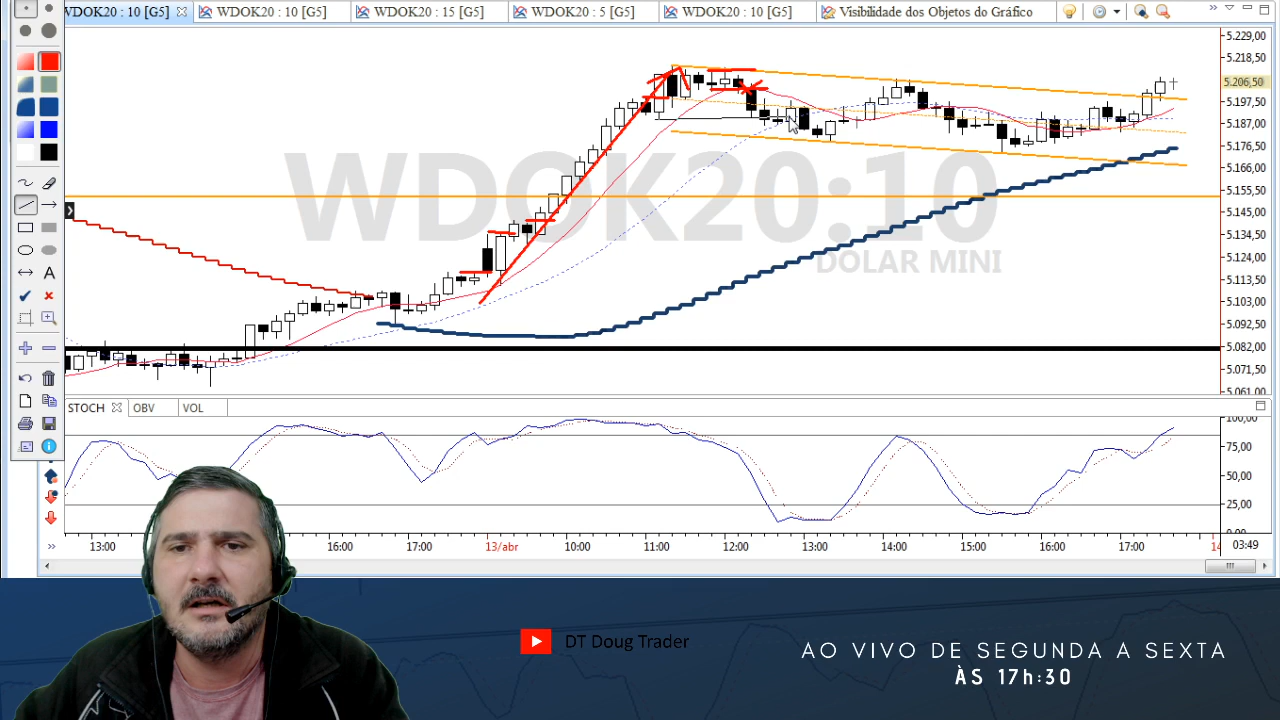 WDOK20 : 10 [G5]
WDOK20 : 10 [G5]
WDOK20 : 15 [G5]
WDOK20 : 5 [G5]
WDOK20 : 10 [G5]
Visibilidade dos Objetos do Gráfico
WDOK20:10
DOLAR MINI
5.229,00
5.218,50
5.206,50
5.197,50
5.187,00
5.176,50
5.166,00
5.155,50
5.145,00
5.134,50
5.124,00
5.113,50
5.103,00
5.092,50
5.082,00
5.071,50
5.061,00
A
STOCH
OBV
VOL
100,00
75,00
50,00
25,00
0,00
13:00
16:00
17:00
13/abr
10:00
11:00
12:00
13:00
14:00
15:00
16:00
17:00
14
03:49
DT Doug Trader
AO VIVO DE SEGUNDA A SEXTA
ÀS 17h:30